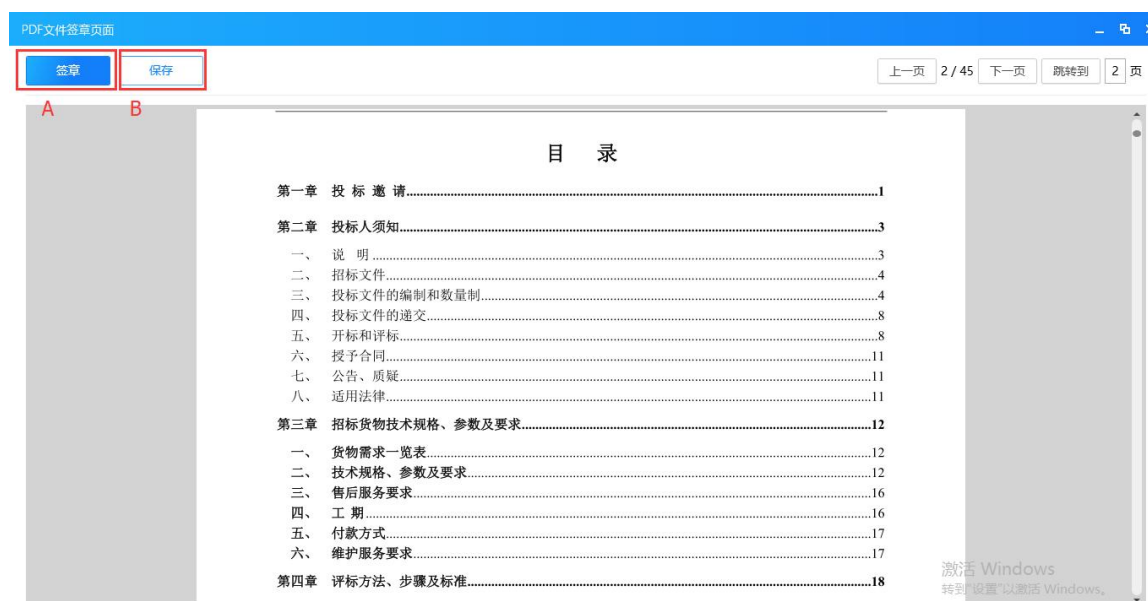 PDF文件签章页面
签章 保存 上一页 2 / 45 下一页 跳转到 2 页
A B
目 录
第一章 投 标 邀 请................1
第二章 投标人须知................3
一、 说 明................3
二、 招标文件................4
三、 投标文件的编制和数量制................4
四、 投标文件的递交................8
五、 开标和评标................8
六、 授予合同................11
七、 公告、质疑................11
八、 适用法律................11
第三章 招标货物技术规格、参数及要求................12
一、 货物需求一览表................12
二、 技术规格、参数及要求................12
三、 售后服务要求................16
四、 工 期................16
五、 付款方式................17
六、 维护服务要求................17
第四章 评标方法、步骤及标准................18
激活 Windows
转到"设置"以激活 Windows。